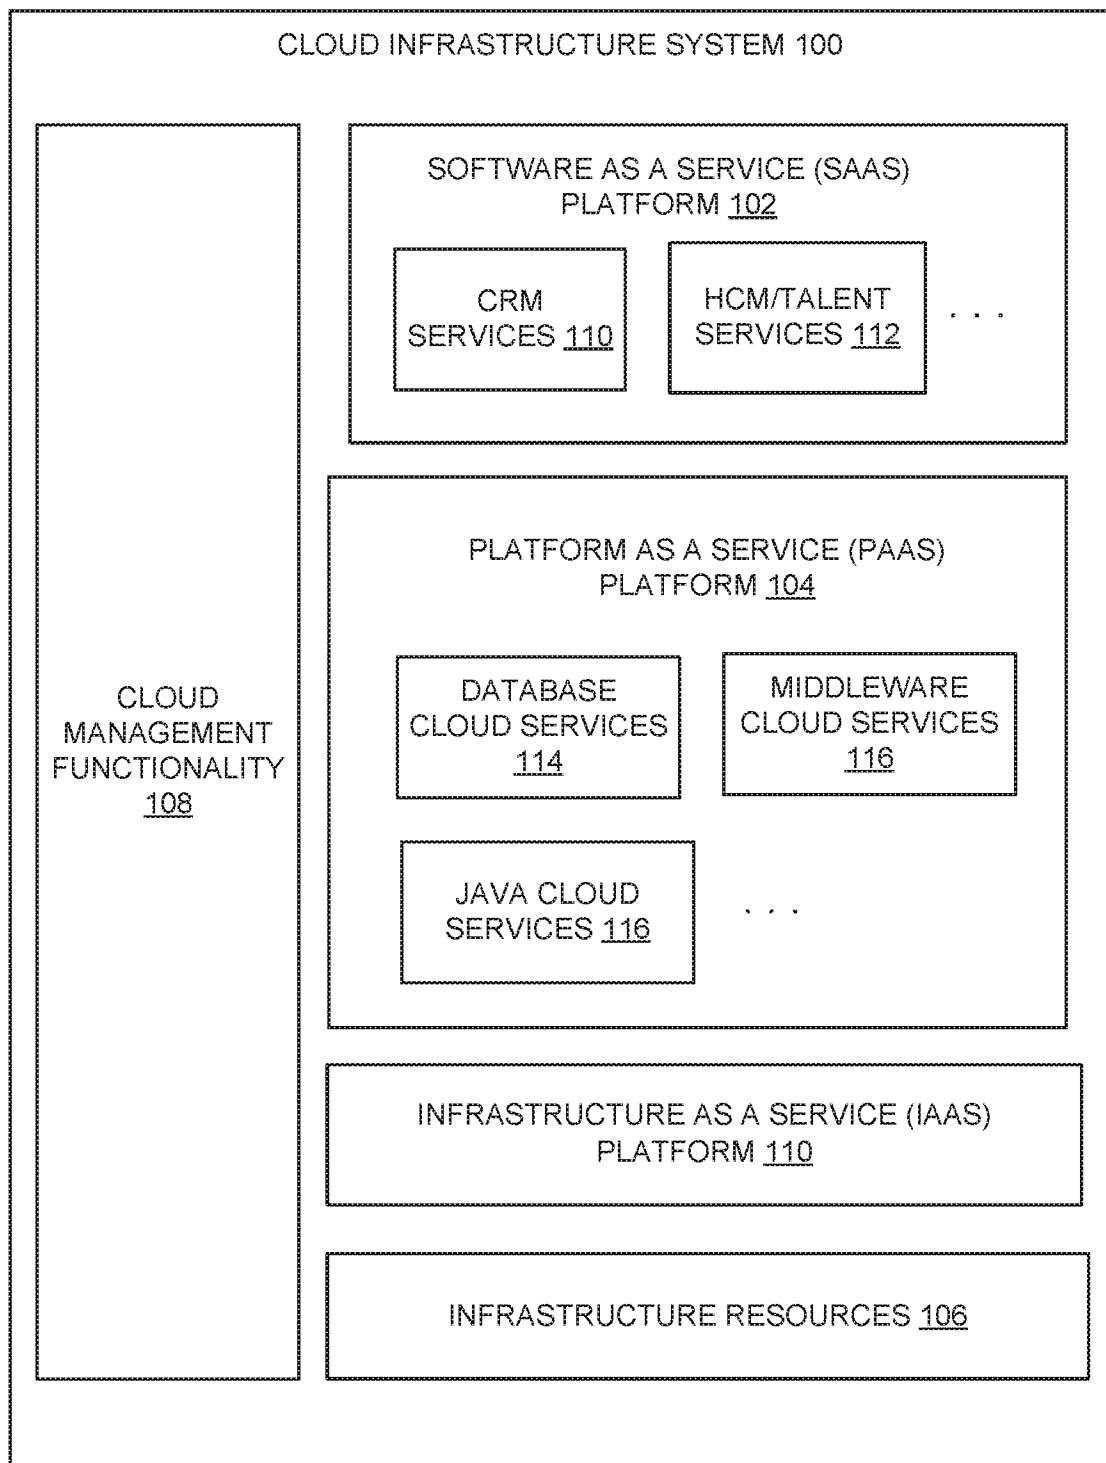 CLOUD INFRASTRUCTURE SYSTEM 100
SOFTWARE AS A SERVICE (SAAS)
PLATFORM 102
CRM
SERVICES 110
HCM/TALENT
SERVICES 112
. . .
PLATFORM AS A SERVICE (PAAS)
PLATFORM 104
DATABASE
CLOUD SERVICES
114
MIDDLEWARE
CLOUD SERVICES
116
JAVA CLOUD
SERVICES 116
. . .
CLOUD
MANAGEMENT
FUNCTIONALITY
108
INFRASTRUCTURE AS A SERVICE (IAAS)
PLATFORM 110
INFRASTRUCTURE RESOURCES 106